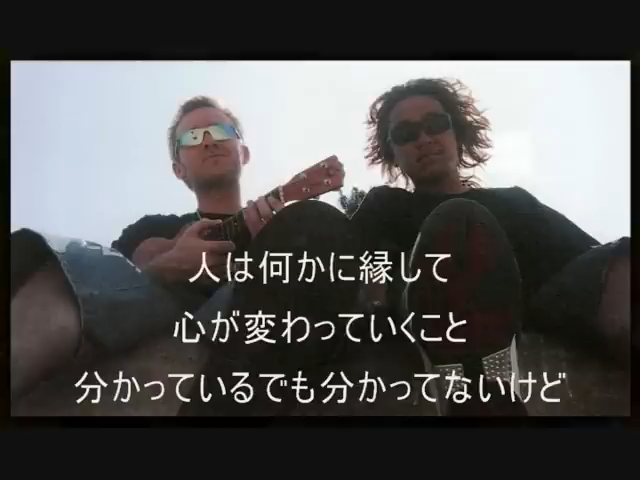 人は何かに縁して
心が変わっていくこと
分かっているでも分かってないけど